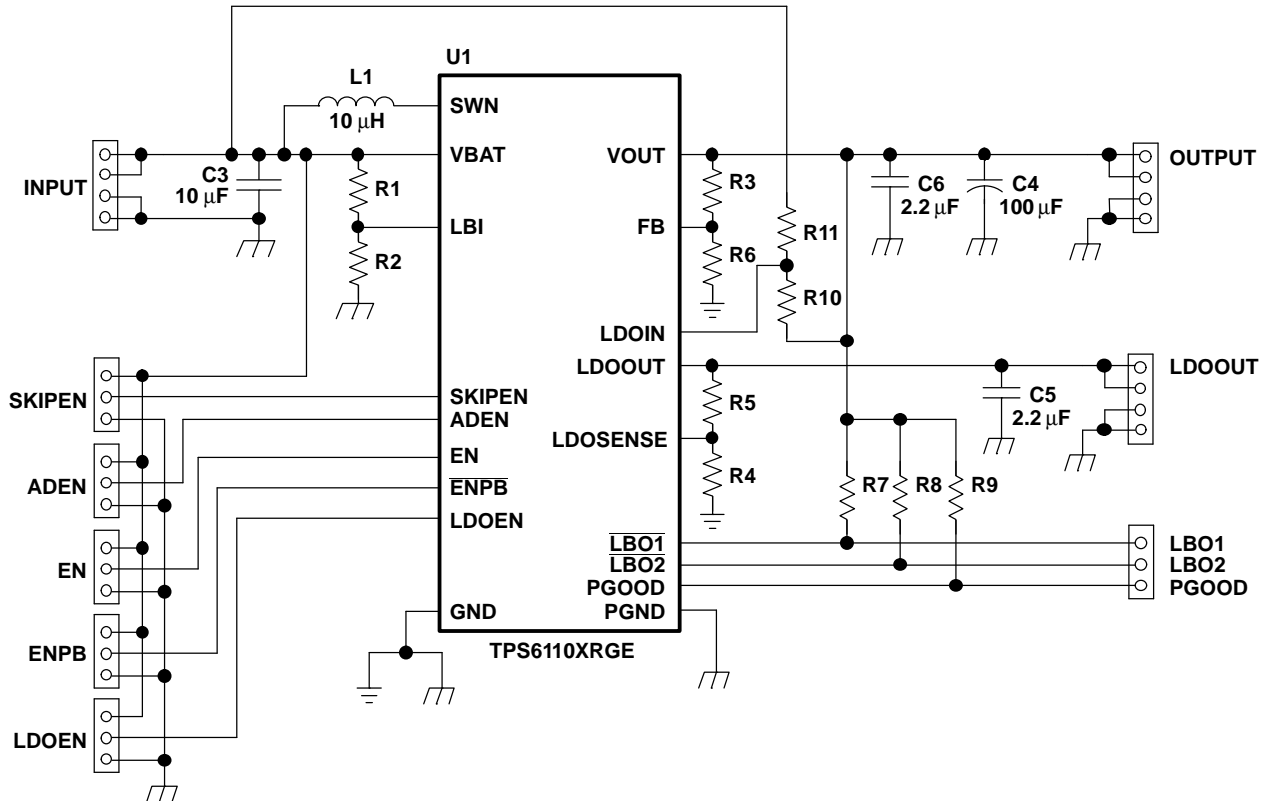 U1
L1
10 μH
SWN
VBAT
VOUT
INPUT
C3
10 μF
R1
R3
C6
2.2 μF
C4
100 μF
OUTPUT
LBI
FB
R2
R6
R11
R10
LDOIN
LDOOUT
LDOOUT
SKIPEN
SKIPEN
ADEN
R5
C5
2.2 μF
LDOSENSE
EN
R4
ADEN
ENPB
R7
R8
R9
LDOEN
EN
LBO1
LBO1
LBO2
LBO2
PGOOD
PGOOD
GND
PGND
ENPB
TPS6110XRGE
LDOEN